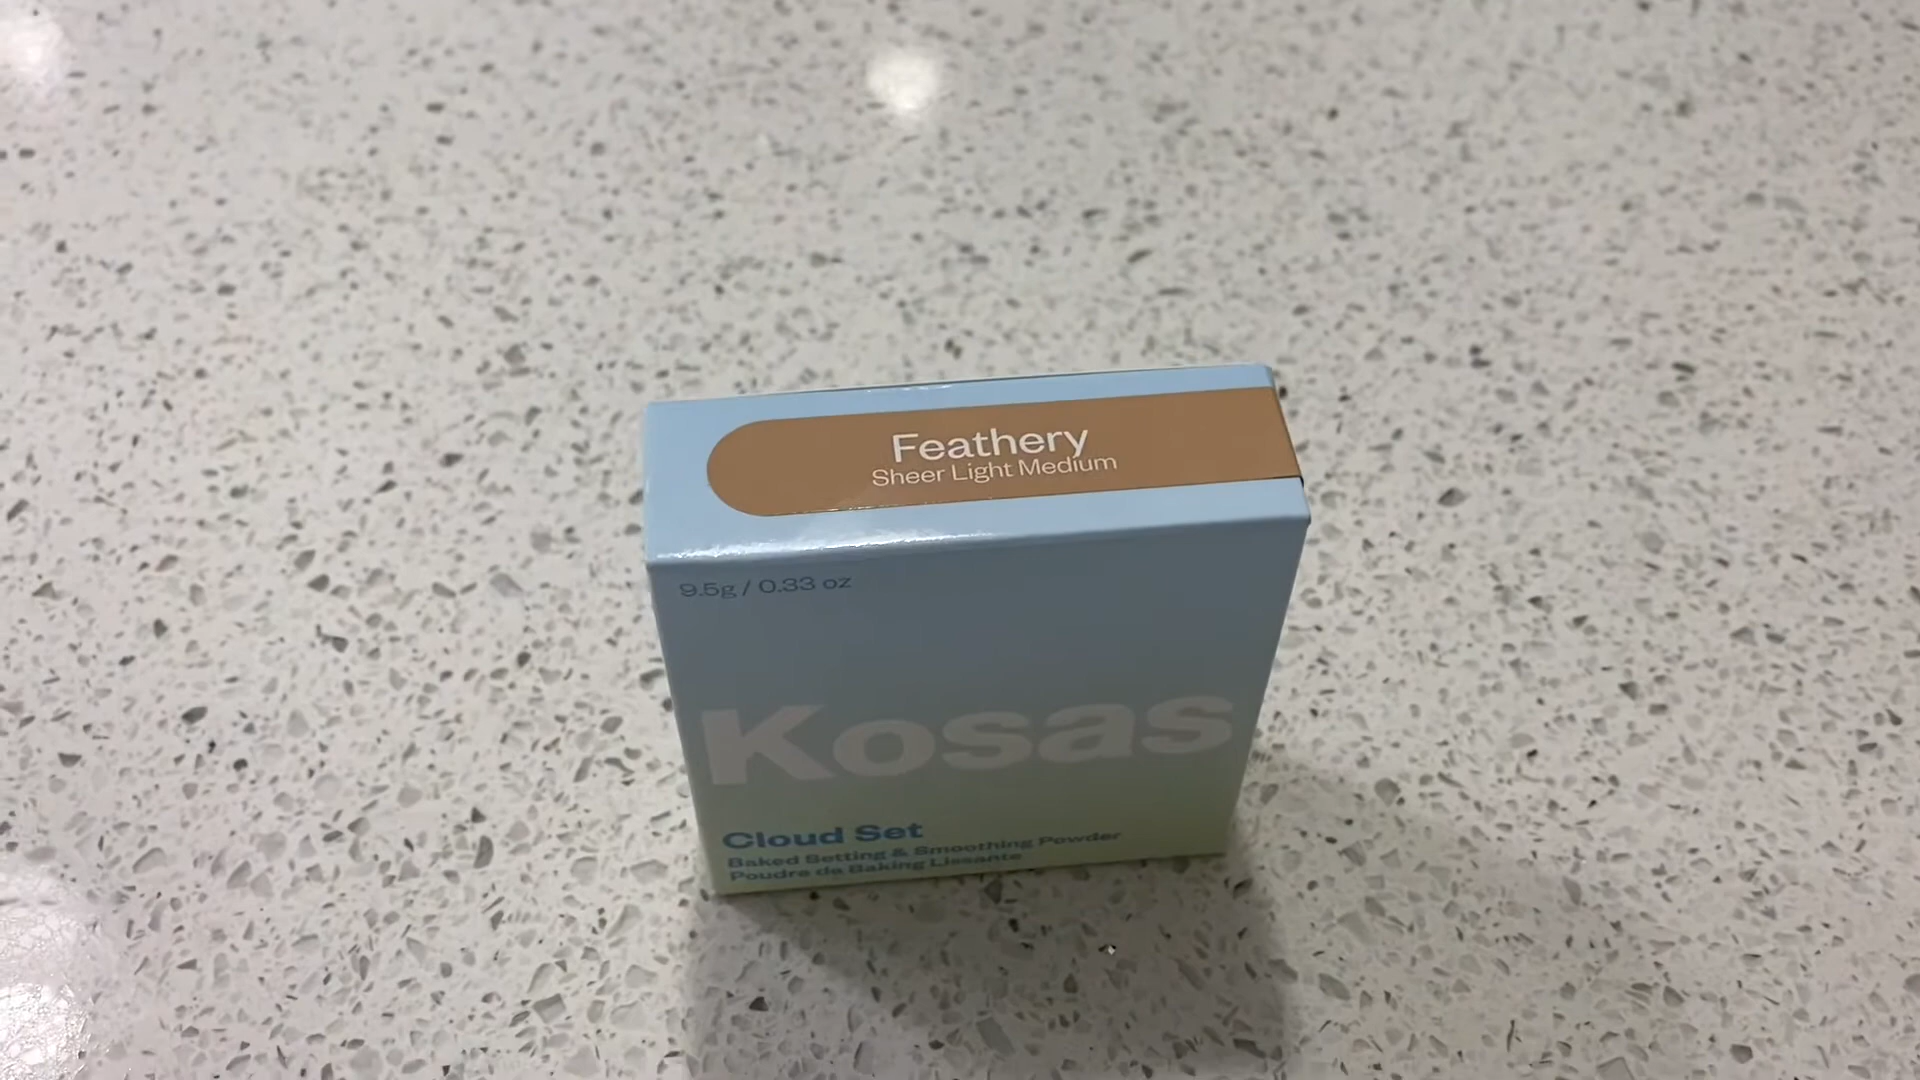 Feathery
Sheer Light Medium
9.5g / 0.33 oz
Kosas
Cloud Set
Baked Setting & Smoothing Powder
Poudre de Baking Lissante